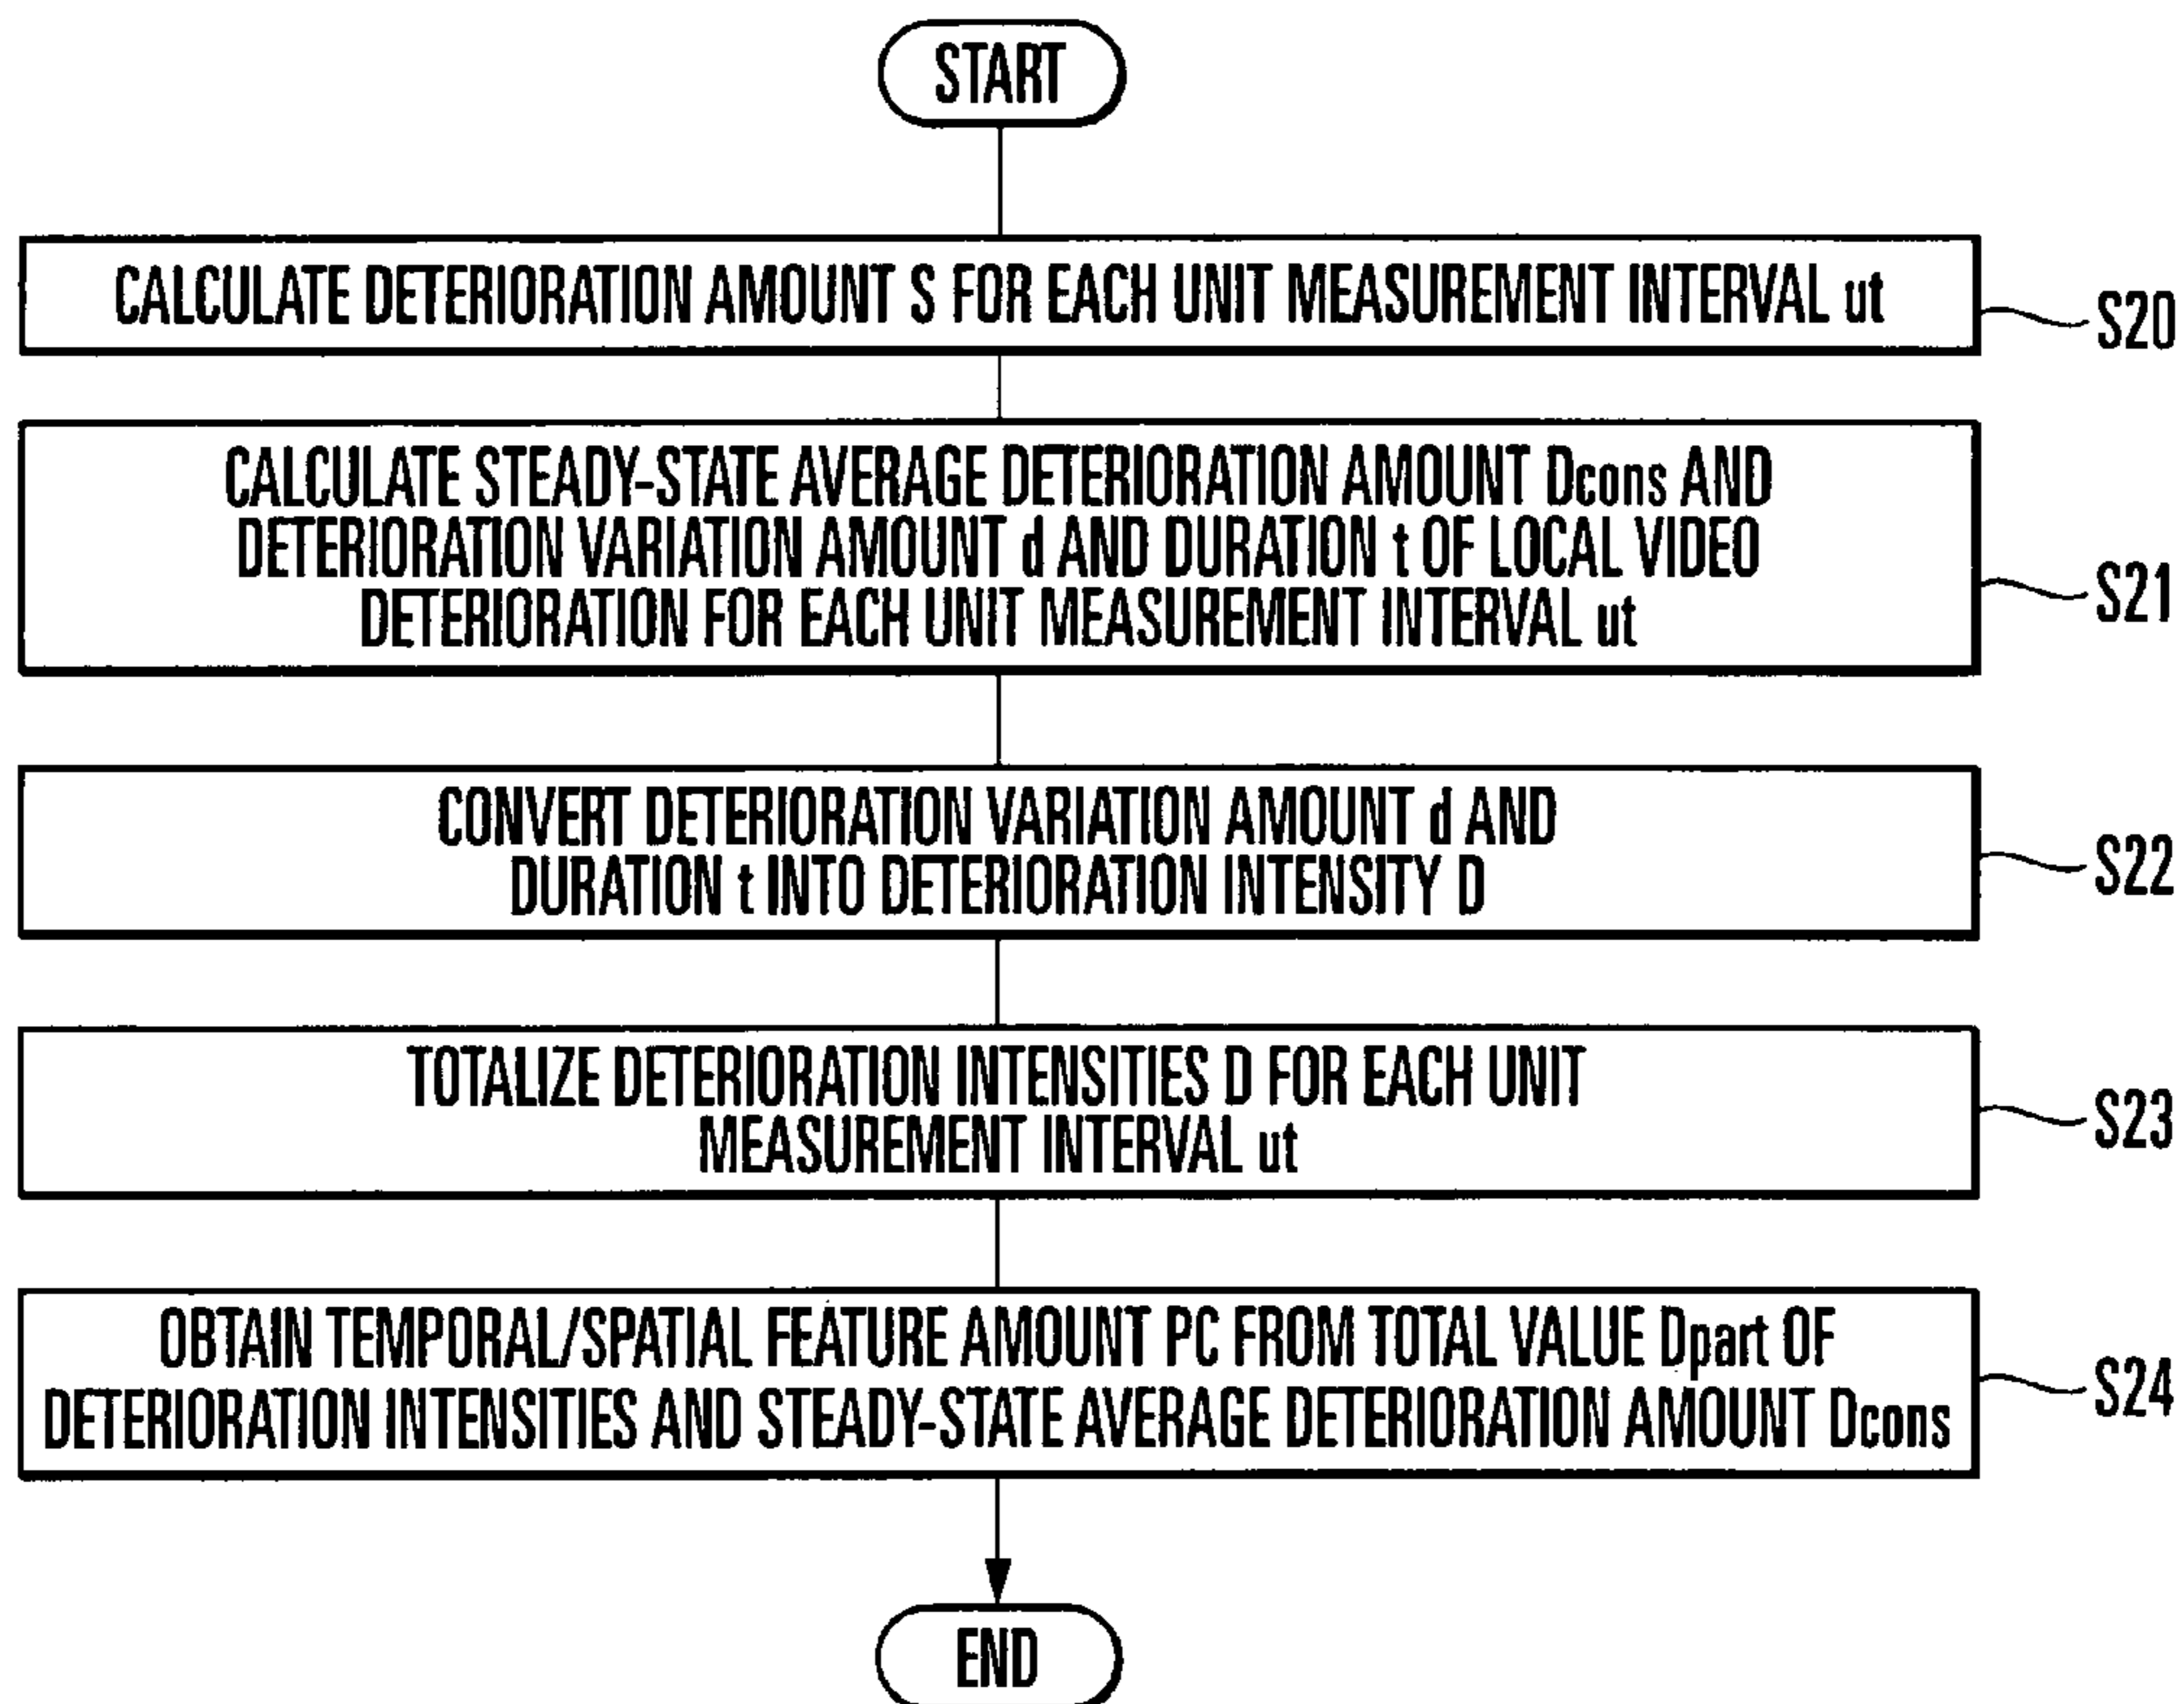 START
CALCULATE DETERIORATION AMOUNT S FOR EACH UNIT MEASUREMENT INTERVAL ut
S20
CALCULATE STEADY-STATE AVERAGE DETERIORATION AMOUNT Dcons AND
DETERIORATION VARIATION AMOUNT d AND DURATION t OF LOCAL VIDEO
DETERIORATION FOR EACH UNIT MEASUREMENT INTERVAL ut
S21
CONVERT DETERIORATION VARIATION AMOUNT d AND
DURATION t INTO DETERIORATION INTENSITY D
S22
TOTALIZE DETERIORATION INTENSITIES D FOR EACH UNIT
MEASUREMENT INTERVAL ut
S23
OBTAIN TEMPORAL/SPATIAL FEATURE AMOUNT PC FROM TOTAL VALUE Dpart OF
DETERIORATION INTENSITIES AND STEADY-STATE AVERAGE DETERIORATION AMOUNT Dcons
S24
END